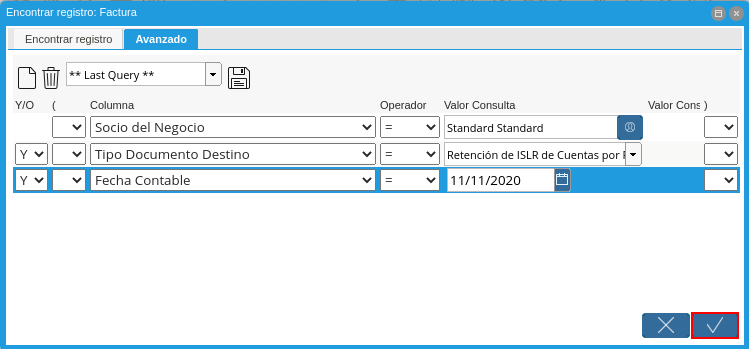 Encontrar registro: Factura
Encontrar registro Avanzado
** Last Query **
Y/O ( Columna Operador Valor Consulta Valor Cons )
Socio del Negocio = Standard Standard
Y Tipo Documento Destino = Retención de ISLR de Cuentas por
Y Fecha Contable = 11/11/2020